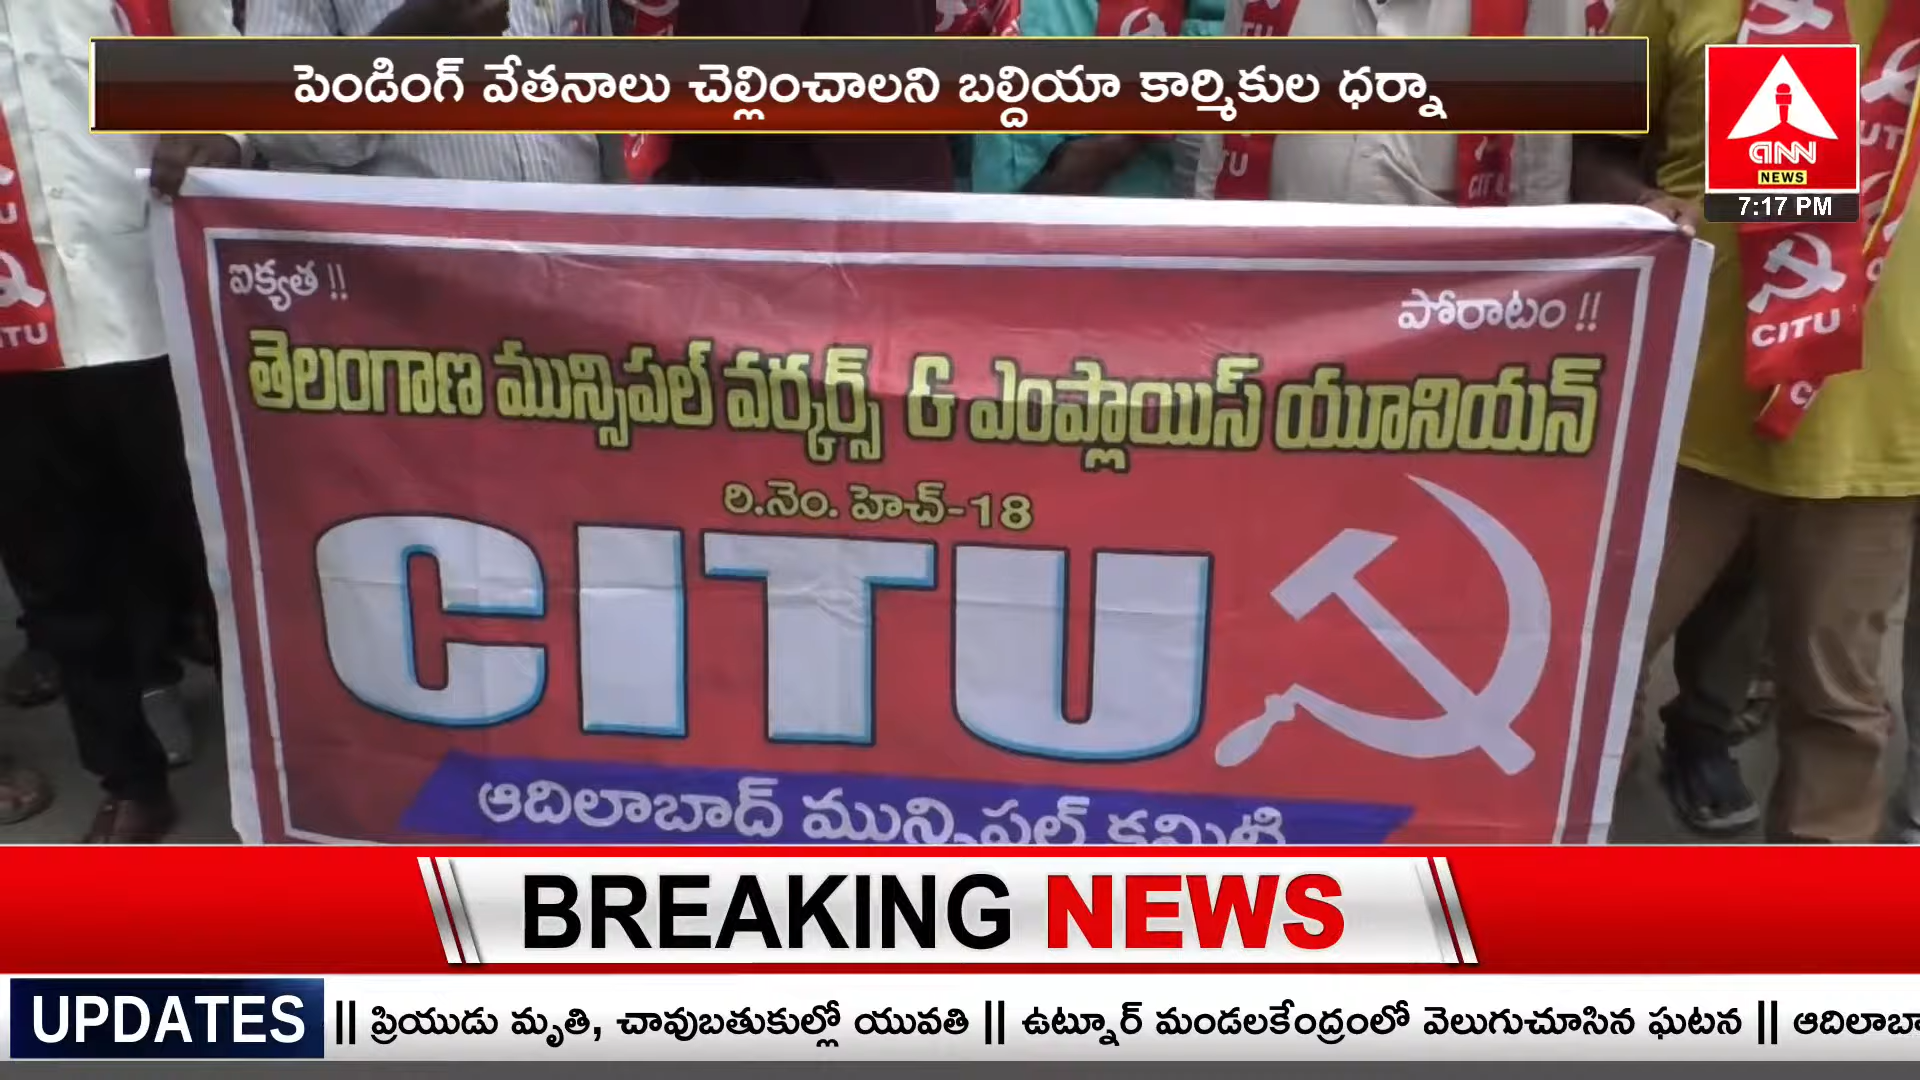 పెండింగ్ వేతనాలు చెల్లించాలని బల్దియా కార్మికుల ధర్నా
ANN
NEWS
7:17 PM
ఐక్యత !!
పోరాటం !!
తెలంగాణ మున్సిపల్ వర్కర్స్ & ఎంప్లాయిస్ యూనియన్
రి.నెం. హెచ్-18
CITU
ఆదిలాబాద్ మున్సిపల్ కమిటి
CITU
BREAKING NEWS
UPDATES || ప్రియుడు మృతి, చావుబతుకుల్లో యువతి || ఉట్నూర్ మండలకేంద్రంలో వెలుగుచూసిన ఘటన ||